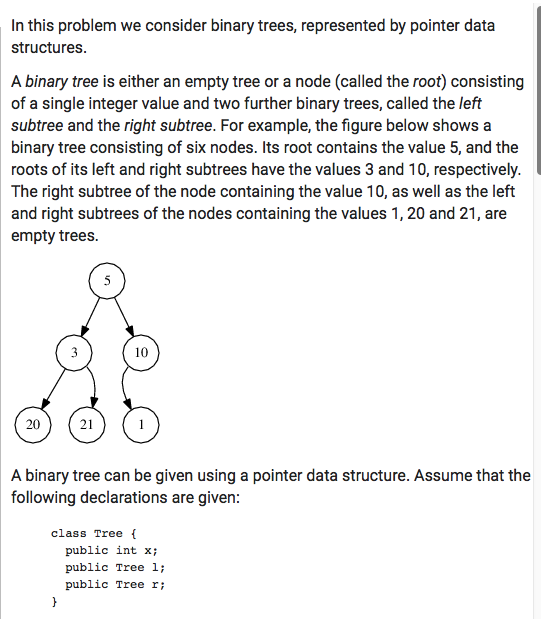 In this problem we consider binary trees, represented by pointer data
structures.
A binary tree is either an empty tree or a node (called the root) consisting
of a single integer value and two further binary trees, called the left
subtree and the right subtree. For example, the figure below shows a
binary tree consisting of six nodes. Its root contains the value 5, and the
roots of its left and right subtrees have the values 3 and 10, respectively.
The right subtree of the node containing the value 10, as well as the left
and right subtrees of the nodes containing the values 1, 20 and 21, are
empty trees.
5
3 10
20 21 1
A binary tree can be given using a pointer data structure. Assume that the
following declarations are given:
class Tree {
public int x;
public Tree l;
public Tree r;
}